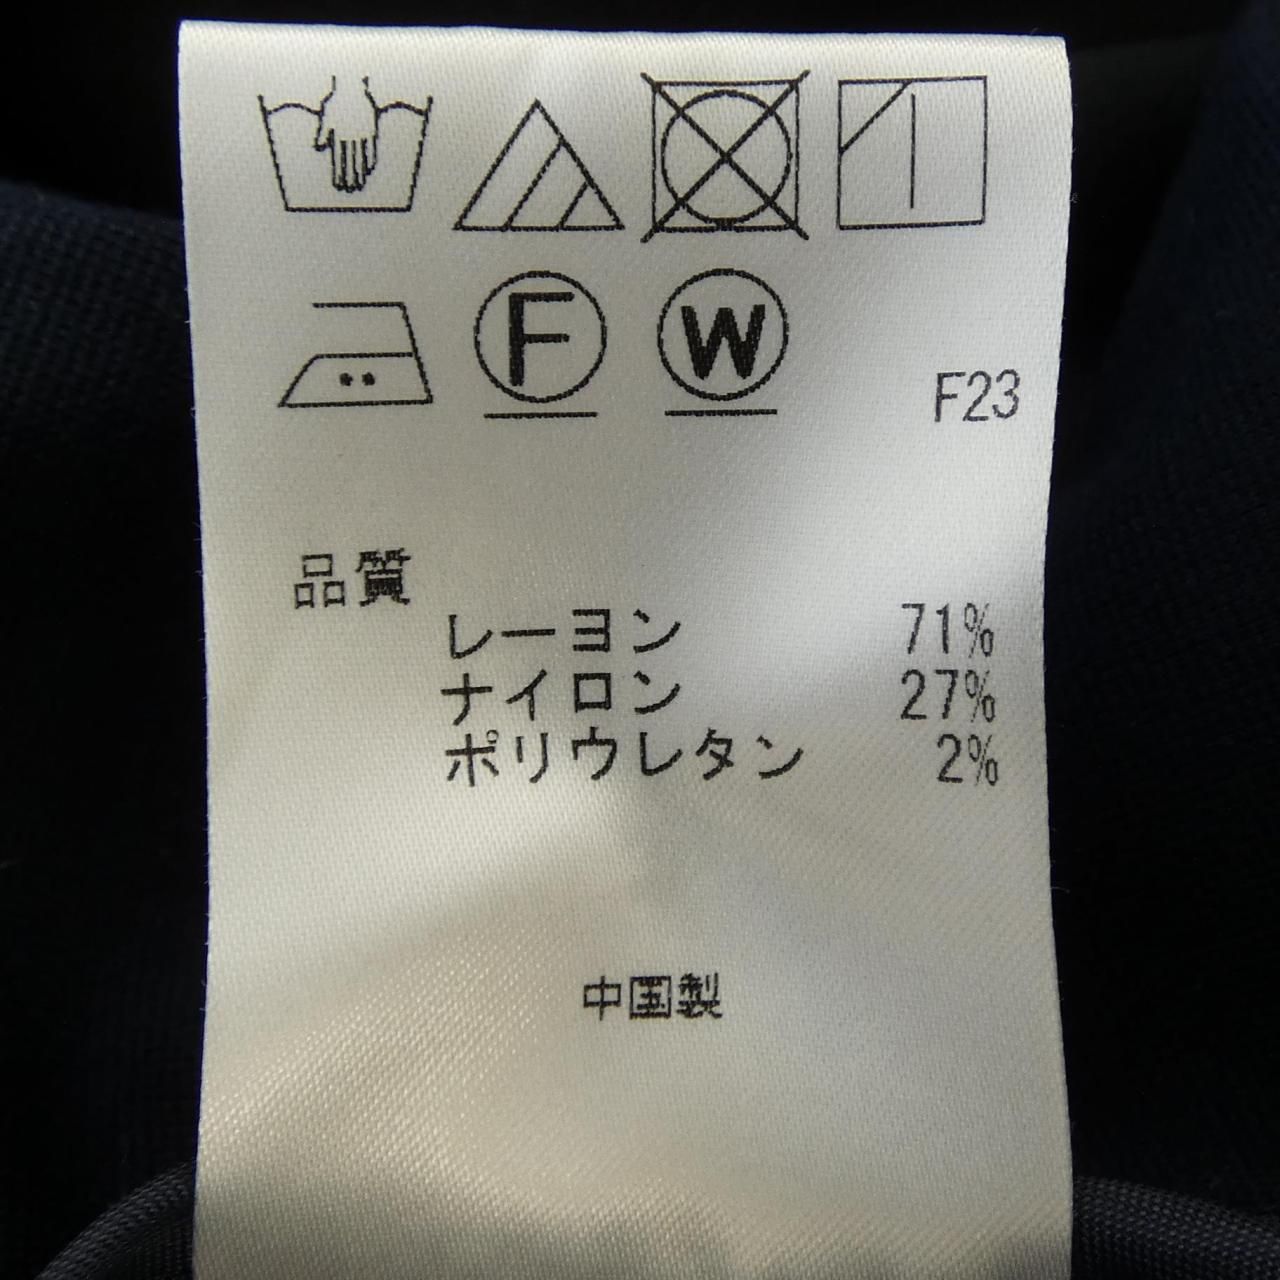 F W F23
品質
レーヨン 71%
ナイロン 27%
ポリウレタン 2%
中国製